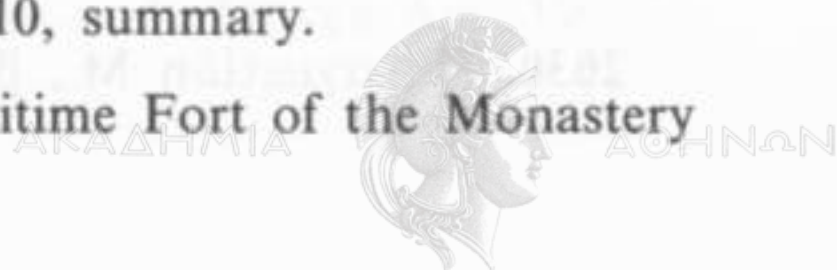 10, summary.
itime Fort of the Monastery
ΑΚΑΔΗΜΙΑ ΑΘΗΝΩΝ